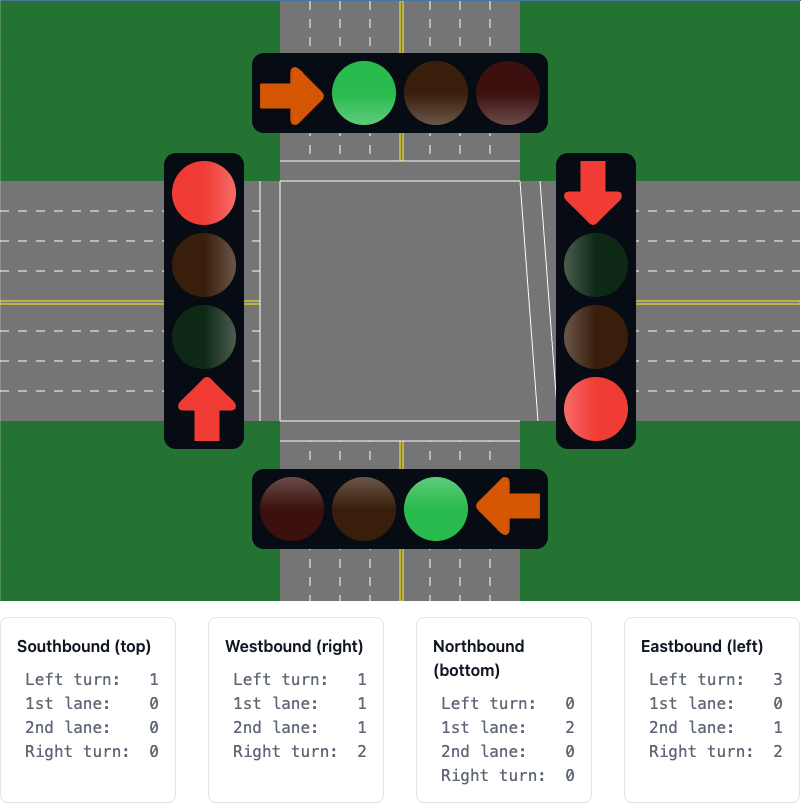 Southbound (top)
Left turn: 1
1st lane: 0
2nd lane: 0
Right turn: 0
Westbound (right)
Left turn: 1
1st lane: 1
2nd lane: 1
Right turn: 2
Northbound
(bottom)
Left turn: 0
1st lane: 2
2nd lane: 0
Right turn: 0
Eastbound (left)
Left turn: 3
1st lane: 0
2nd lane: 1
Right turn: 2